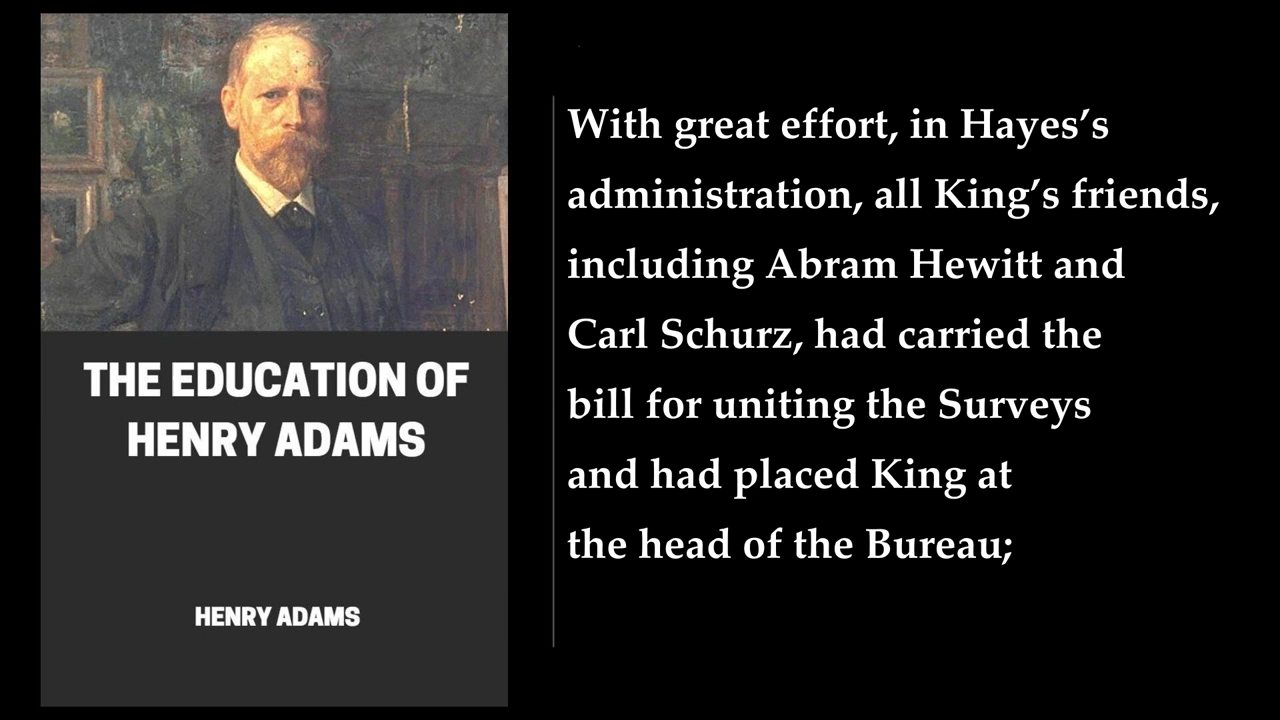 THE EDUCATION OF
HENRY ADAMS
HENRY ADAMS
With great effort, in Hayes’s
administration, all King’s friends,
including Abram Hewitt and
Carl Schurz, had carried the
bill for uniting the Surveys
and had placed King at
the head of the Bureau;